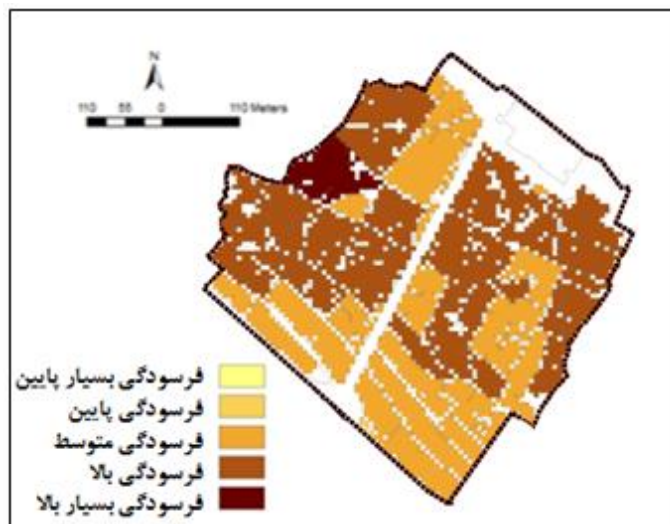 N
110 55 0 110 Meters
فرسودگی بسیار پایین
فرسودگی پایین
فرسودگی متوسط
فرسودگی بالا
فرسودگی بسیار بالا